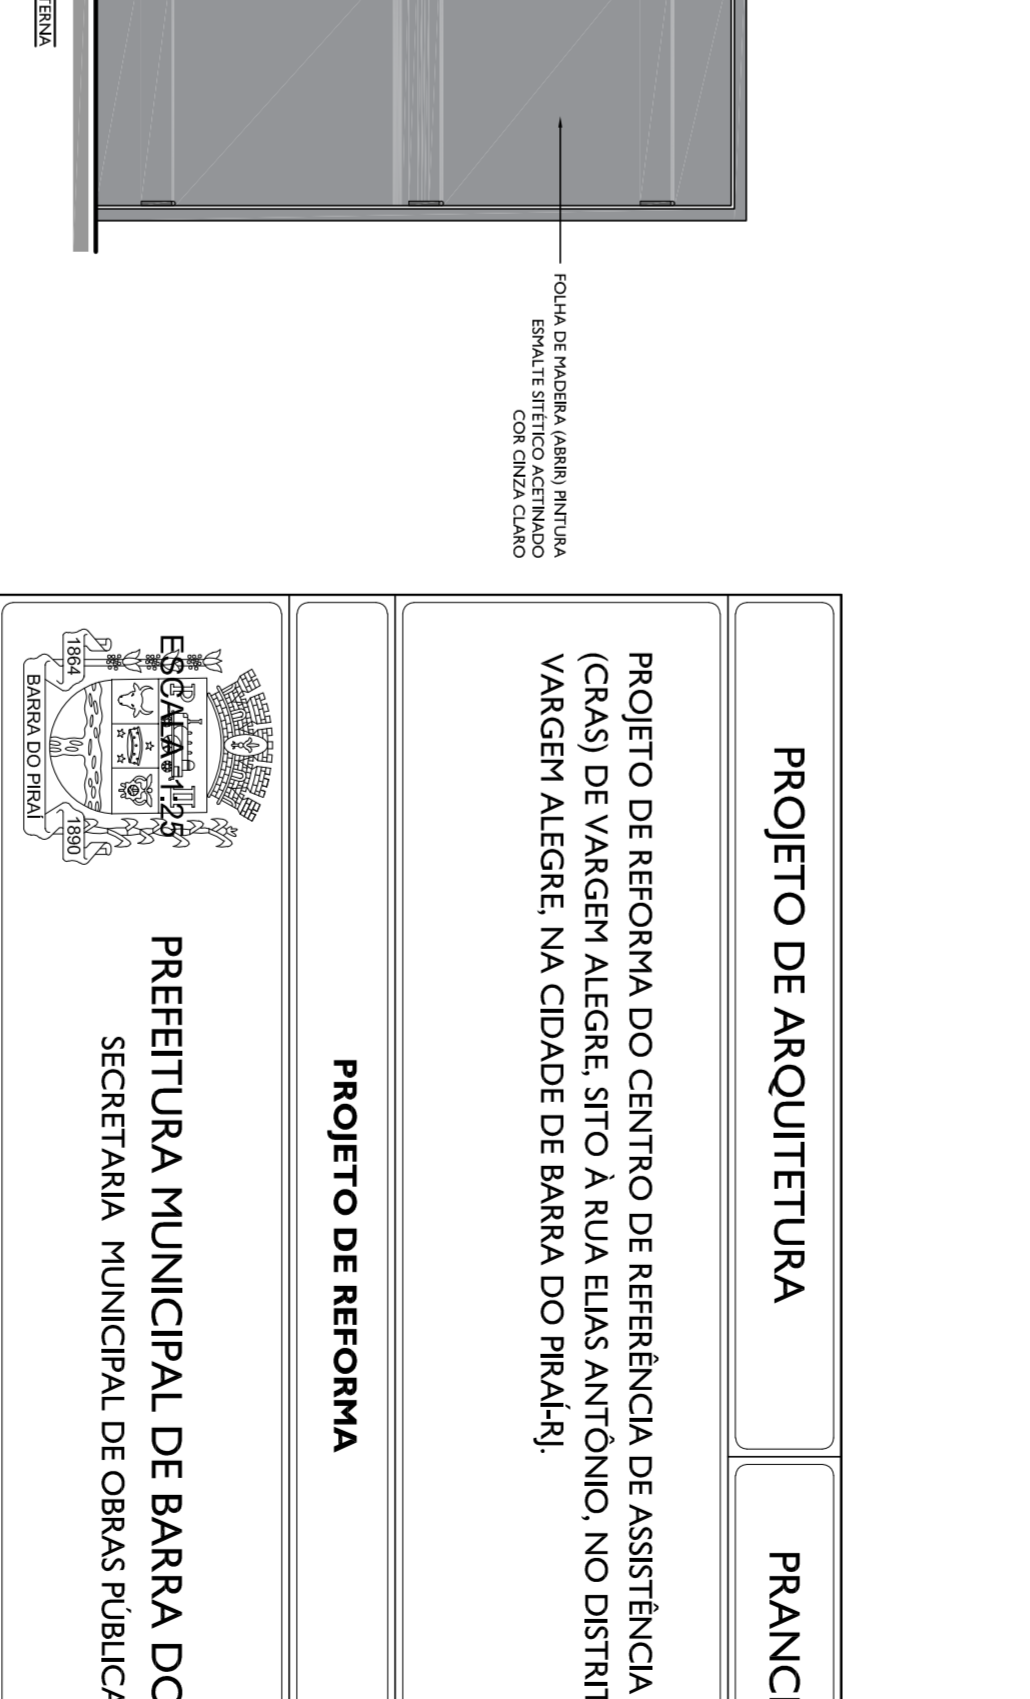 TERNA
FOLHA DE MADEIRA (ABRIR) PINTURA
ESMALTE SITÉTICO ACETINADO
COR CINZA CLARO
PROJETO DE ARQUITETURA
PRANC
PROJETO DE REFORMA DO CENTRO DE REFERÊNCIA DE ASSISTÊNCIA
(CRAS) DE VARGEM ALEGRE, SITO À RUA ELIAS ANTÔNIO, NO DISTRIT
VARGEM ALEGRE, NA CIDADE DE BARRA DO PIRAÍ-RJ.
PROJETO DE REFORMA
ESCALA=1:25
1864
BARRA DO PIRAÍ
1890
PREFEITURA MUNICIPAL DE BARRA DO
SECRETARIA MUNICIPAL DE OBRAS PÚBLICA